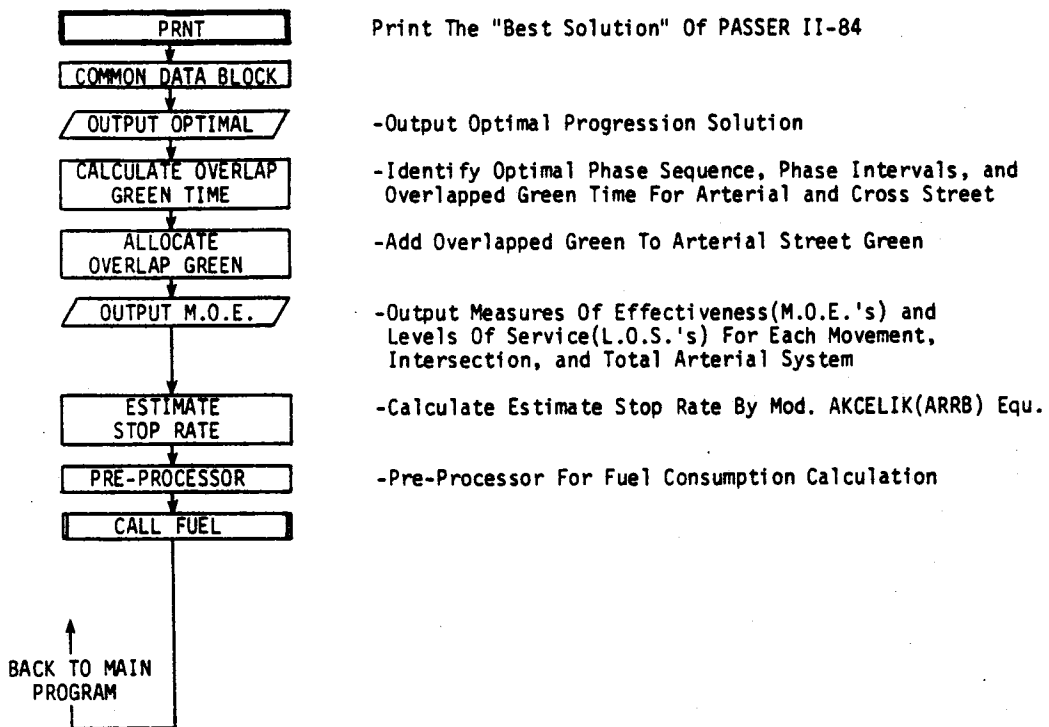 PRNT
Print The "Best Solution" Of PASSER II-84
COMMON DATA BLOCK
OUTPUT OPTIMAL
-Output Optimal Progression Solution
CALCULATE OVERLAP
GREEN TIME
-Identify Optimal Phase Sequence, Phase Intervals, and
Overlapped Green Time For Arterial and Cross Street
ALLOCATE
OVERLAP GREEN
-Add Overlapped Green To Arterial Street Green
OUTPUT M.O.E.
-Output Measures Of Effectiveness(M.O.E.'s) and
Levels Of Service(L.O.S.'s) For Each Movement,
Intersection, and Total Arterial System
ESTIMATE
STOP RATE
-Calculate Estimate Stop Rate By Mod. AKCELIK(ARRB) Equ.
PRE-PROCESSOR
-Pre-Processor For Fuel Consumption Calculation
CALL FUEL
BACK TO MAIN
PROGRAM